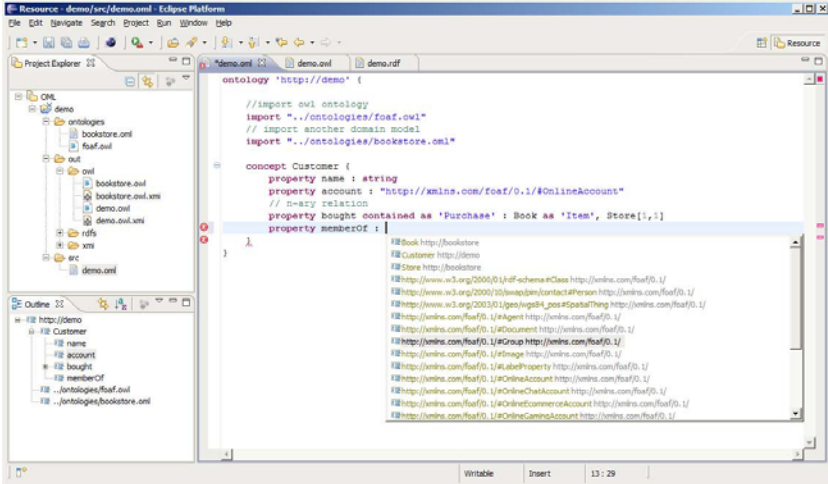 Resource - demo/src/demo.oml - Eclipse Platform
File Edit Navigate Search Project Run Window Help
Resource
Project Explorer
OML
demo
ontologies
bookstore.oml
foaf.owl
out
owl
bookstore.owl
bookstore.owl.xmi
demo.owl
demo.owl.xmi
rdfs
xmi
src
demo.oml
Outline
http://demo
Customer
name
account
bought
memberOf
../ontologies/foaf.owl
../ontologies/bookstore.oml
*demo.oml demo.owl demo.rdf
ontology 'http://demo' {
//import owl ontology
import "../ontologies/foaf.owl"
// import another domain model
import "../ontologies/bookstore.oml"
concept Customer {
property name : string
property account : "http://xmlns.com/foaf/0.1/#OnlineAccount"
// n-ary relation
property bought contained as 'Purchase' : Book as 'Item', Store[1,1]
property memberOf :
}
}
Book http://bookstore
Customer http://demo
Store http://bookstore
http://www.w3.org/2000/01/rdf-schema#Class http://xmlns.com/foaf/0.1/
http://www.w3.org/2000/10/swap/pim/contact#Person http://xmlns.com/foaf/0.1/
http://www.w3.org/2003/01/geo/wgs84_pos#SpatialThing http://xmlns.com/foaf/0.1/
http://xmlns.com/foaf/0.1/#Agent http://xmlns.com/foaf/0.1/
http://xmlns.com/foaf/0.1/#Document http://xmlns.com/foaf/0.1/
http://xmlns.com/foaf/0.1/#Group http://xmlns.com/foaf/0.1/
http://xmlns.com/foaf/0.1/#Image http://xmlns.com/foaf/0.1/
http://xmlns.com/foaf/0.1/#LabelProperty http://xmlns.com/foaf/0.1/
http://xmlns.com/foaf/0.1/#OnlineAccount http://xmlns.com/foaf/0.1/
http://xmlns.com/foaf/0.1/#OnlineChatAccount http://xmlns.com/foaf/0.1/
http://xmlns.com/foaf/0.1/#OnlineEcommerceAccount http://xmlns.com/foaf/0.1/
http://xmlns.com/foaf/0.1/#OnlineGamingAccount http://xmlns.com/foaf/0.1/
Writable Insert 13 : 29